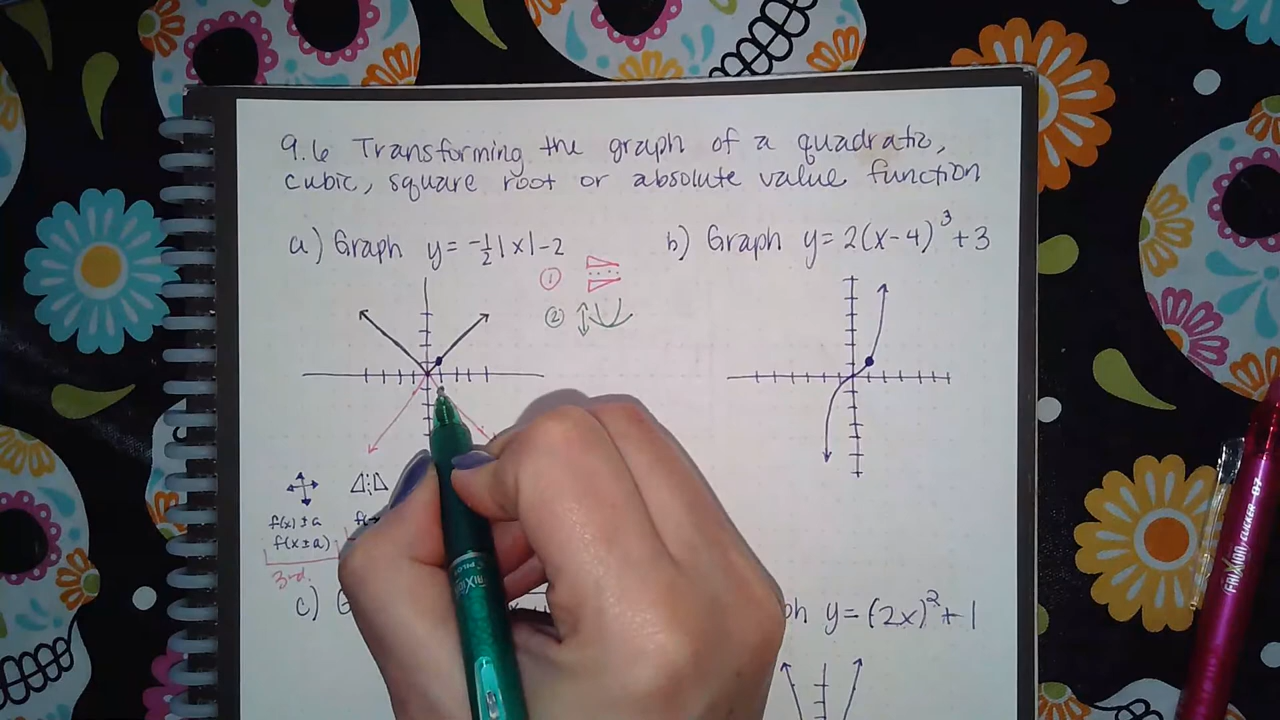 9.6 Transforming the graph of a quadratic,
cubic, square root or absolute value function
a) Graph y = -1/2|x|-2
b) Graph y = 2(x-4)³+3
①
②
f(x) ± a
f(x±a)
3rd.
c)
y = (2x)²+1
FRIXION CLICKER 07